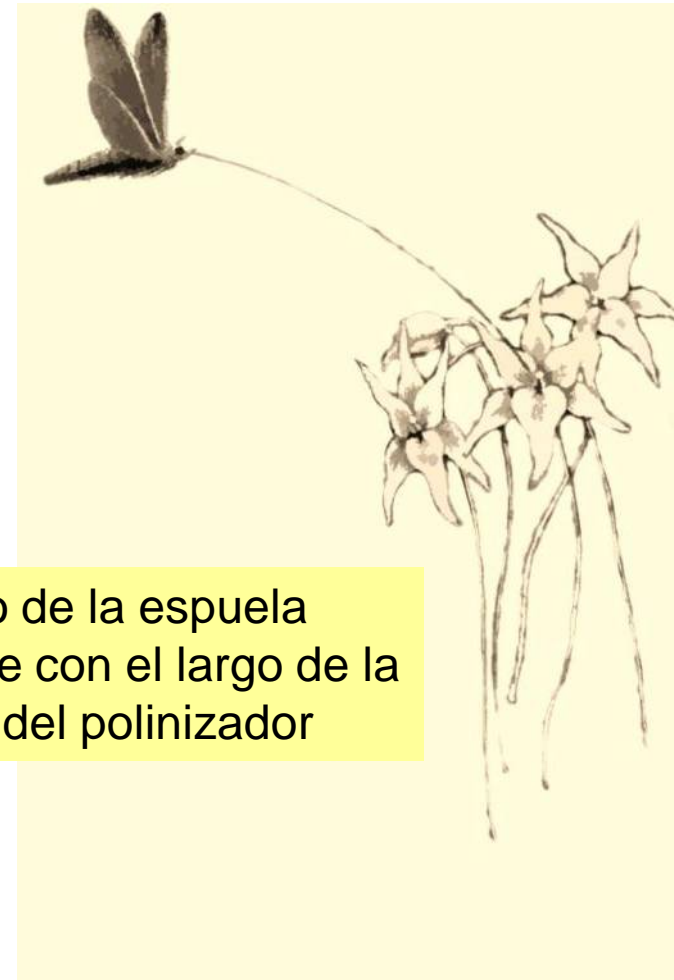 o de la espuela
e con el largo de la
del polinizador